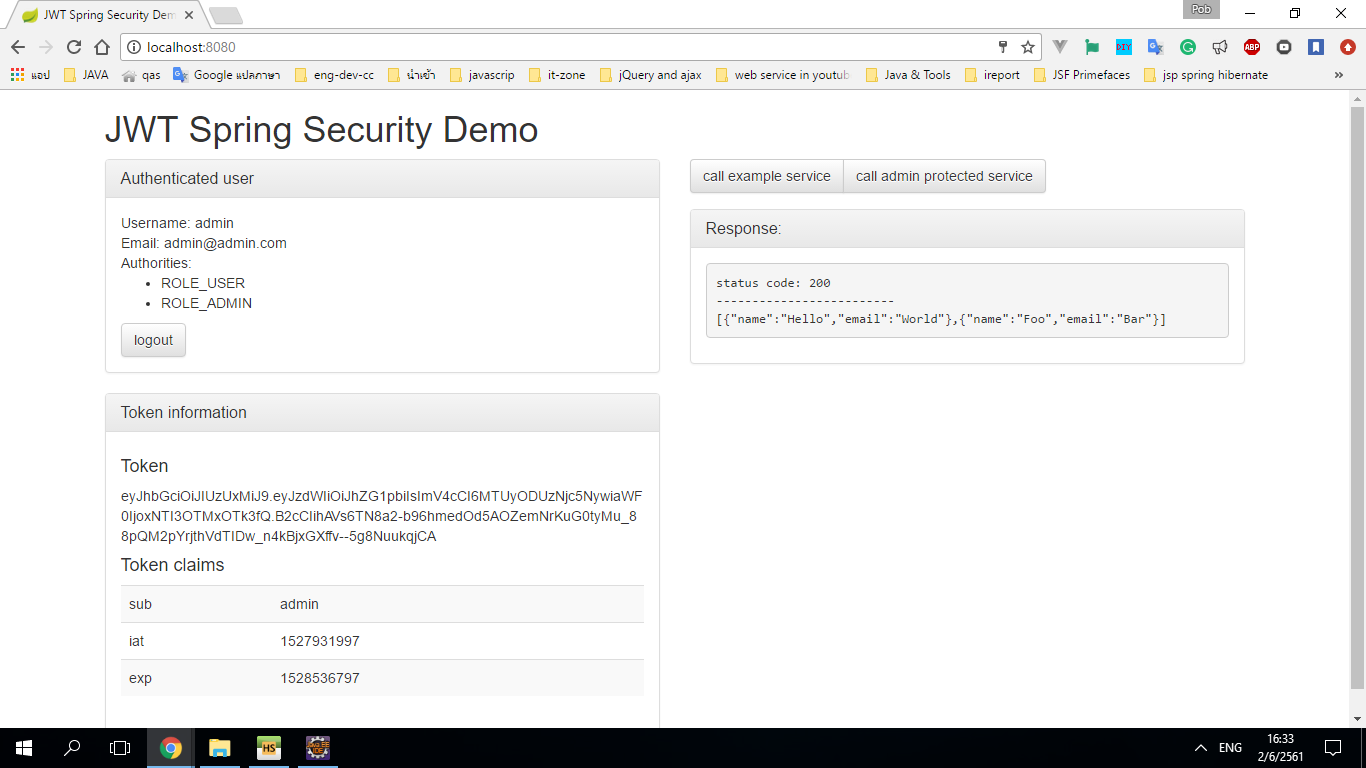 JWT Spring Security Dem
Pob
localhost:8080
แอป JAVA qas Google แปลภาษา eng-dev-cc นำเข้า javascrip it-zone jQuery and ajax web service in youtub Java & Tools ireport JSF Primefaces jsp spring hibernate »
JWT Spring Security Demo
Authenticated user
Username: admin
Email: admin@admin.com
Authorities:
• ROLE_USER
• ROLE_ADMIN
logout
call example service call admin protected service
Response:
status code: 200
-------------------------
[{"name":"Hello","email":"World"},{"name":"Foo","email":"Bar"}]
Token information
Token
eyJhbGciOiJIUzUxMiJ9.eyJzdWIiOiJhZG1pbiIsImV4cCI6MTUyODUzNjc5NywiaWF
0IjoxNTI3OTMxOTk3fQ.B2cCIihAVs6TN8a2-b96hmedOd5AOZemNrKuG0tyMu_8
8pQM2pYrjthVdTIDw_n4kBjxGXffv--5g8NuukqjCA
Token claims
sub admin
iat 1527931997
exp 1528536797
ENG
16:33
2/6/2561